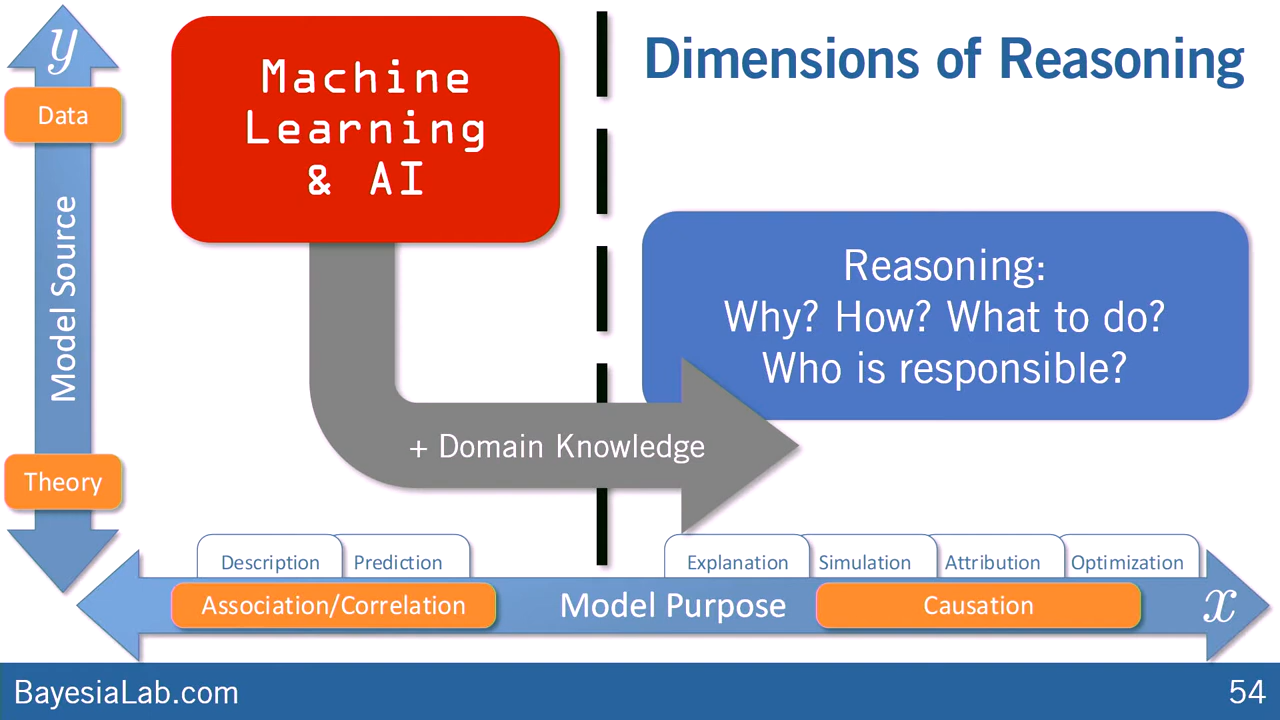 Dimensions of Reasoning
y
Data
Model Source
Theory
Machine
Learning
& AI
Reasoning:
Why? How? What to do?
Who is responsible?
+ Domain Knowledge
Description
Prediction
Explanation
Simulation
Attribution
Optimization
Association/Correlation
Model Purpose
Causation
x
BayesiaLab.com
54